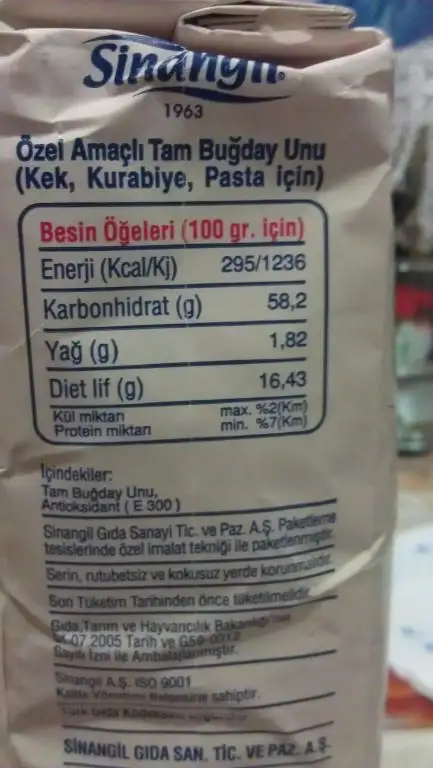 Sinangil
1963
Özel Amaçlı Tam Buğday Unu
(Kek, Kurabiye, Pasta için)
Besin Öğeleri (100 gr. için)
Enerji (Kcal/Kj) 295/1236
Karbonhidrat (g) 58,2
Yağ (g) 1,82
Diet lif (g) 16,43
Kül miktarı max. %2(Km)
Protein miktarı min. %7(Km)
İçindekiler:
Tam Buğday Unu,
Antioksidant ( E 300 )
Sinangil Gıda Sanayi Tic. ve Paz. A.Ş. Paketleme
tesislerinde özel imalat tekniği ile paketlenmiştir.
Serin, rutubetsiz ve kokusuz yerde korunmalıdır.
Son Tüketim Tarihinden önce tüketilmelidir.
Gıda,Tarım ve Hayvancılık Bakanlığı'nın
07.2005 Tarih ve
Sayılı İzni ile Ambalajlanmıştır.
Sinangil A.Ş. ISO 9001
Kalite Yönetimi Belgesine sahiptir.
Türk Gıda Kodeksine uygundur.
SİNANGİL GIDA SAN. TİC. VE PAZ. A.Ş.